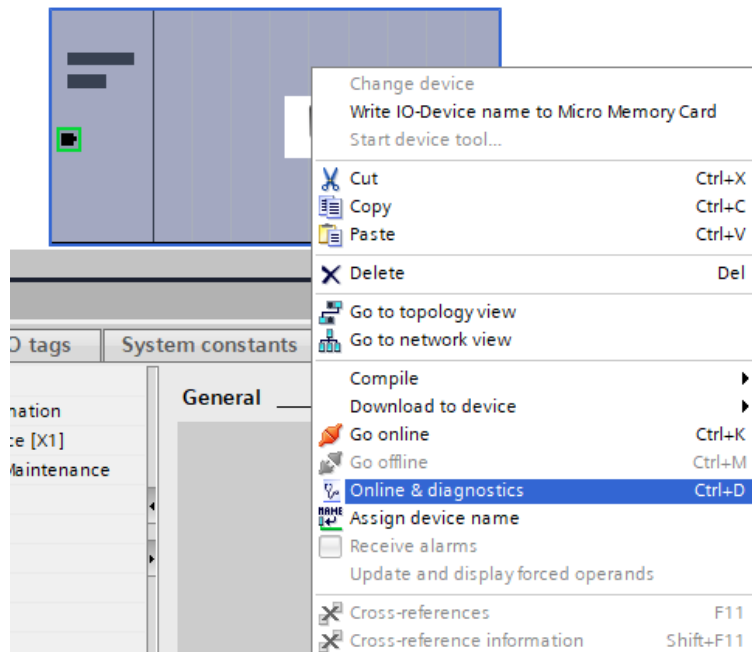 Change device
Write IO-Device name to Micro Memory Card
Start device tool...
Cut Ctrl+X
Copy Ctrl+C
Paste Ctrl+V
Delete Del
Go to topology view
Go to network view
Compile
Download to device
Go online Ctrl+K
Go offline Ctrl+M
Online & diagnostics Ctrl+D
NAME Assign device name
Receive alarms
Update and display forced operands
Cross-references F11
Cross-reference information Shift+F11
O tags System constants
General
nation
ce [X1]
Maintenance